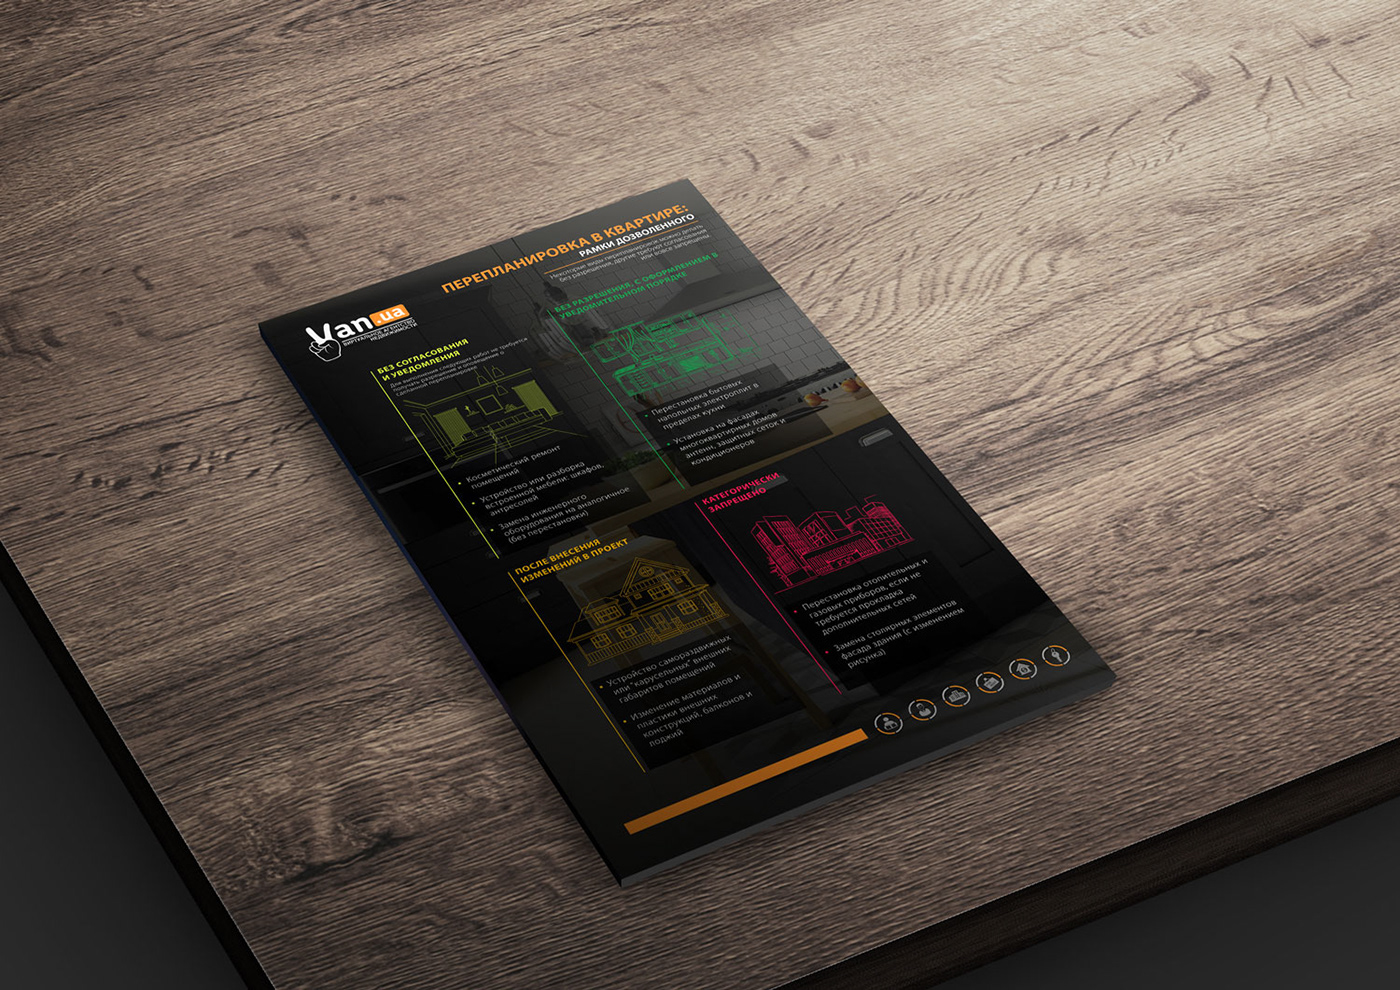 ПЕРЕПЛАНИРОВКА В КВАРТИРЕ:
РАМКИ ДОЗВОЛЕННОГО
Некоторые виды перепланировок можно делать
без разрешения, другие требуют согласования
или вовсе запрещены.
Van.ua
ВИРТУАЛЬНОЕ АГЕНТСТВО
НЕДВИЖИМОСТИ
БЕЗ СОГЛАСОВАНИЯ
И УВЕДОМЛЕНИЯ
Для выполнения следующих работ не требуется
получать разрешения и оповещения о
сделанной перепланировке
• Косметический ремонт
помещений
• Устройство или разборка
встроенной мебели: шкафов,
антресолей
• Замена инженерного
оборудования на аналогичное
(без перестановки)
БЕЗ РАЗРЕШЕНИЯ, С ОФОРМЛЕНИЕМ В
УВЕДОМИТЕЛЬНОМ ПОРЯДКЕ
• Перестановка бытовых
напольных электроплит в
пределах кухни
• Установка на фасадах
многоквартирных домов
антенн, защитных сеток и
кондиционеров
ПОСЛЕ ВНЕСЕНИЯ
ИЗМЕНЕНИЙ В ПРОЕКТ
• Устройство самораздвижных
или "карусельных" внешних
габаритов помещений
• Изменение материалов и
пластики внешних
конструкций, балконов и
лоджий
КАТЕГОРИЧЕСКИ
ЗАПРЕЩЕНО
• Перестановка отопительных и
газовых приборов, если не
требуется прокладка
дополнительных сетей
• Замена столярных элементов
фасада здания (с изменением
рисунка)